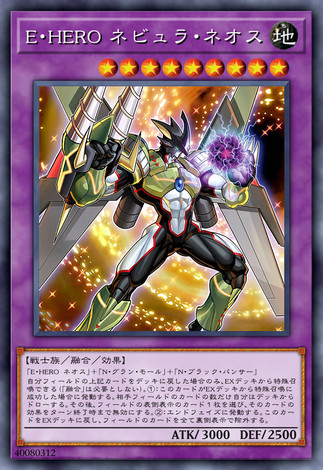 E・HERO ネビュラ・ネオス
地
【戦士族／融合／効果】
「E・HERO ネオス」＋「N・グラン・モール」＋「N・ブラック・パンサー」
自分フィールドの上記カードをデッキに戻した場合のみ、EXデッキから特殊召
喚できる（「融合」は必要としない）。①：このカードがEXデッキから特殊召喚に
成功した場合に発動する。相手フィールドのカードの数だけ自分はデッキから
ドローする。その後、フィールドの表側表示のカード１枚を選び、そのカードの
効果をターン終了時まで無効にする。②：エンドフェイズに発動する。このカード
をEXデッキに戻し、フィールドのカードを全て裏側表示で除外する。
ATK/ 3000 DEF/2500
40080312